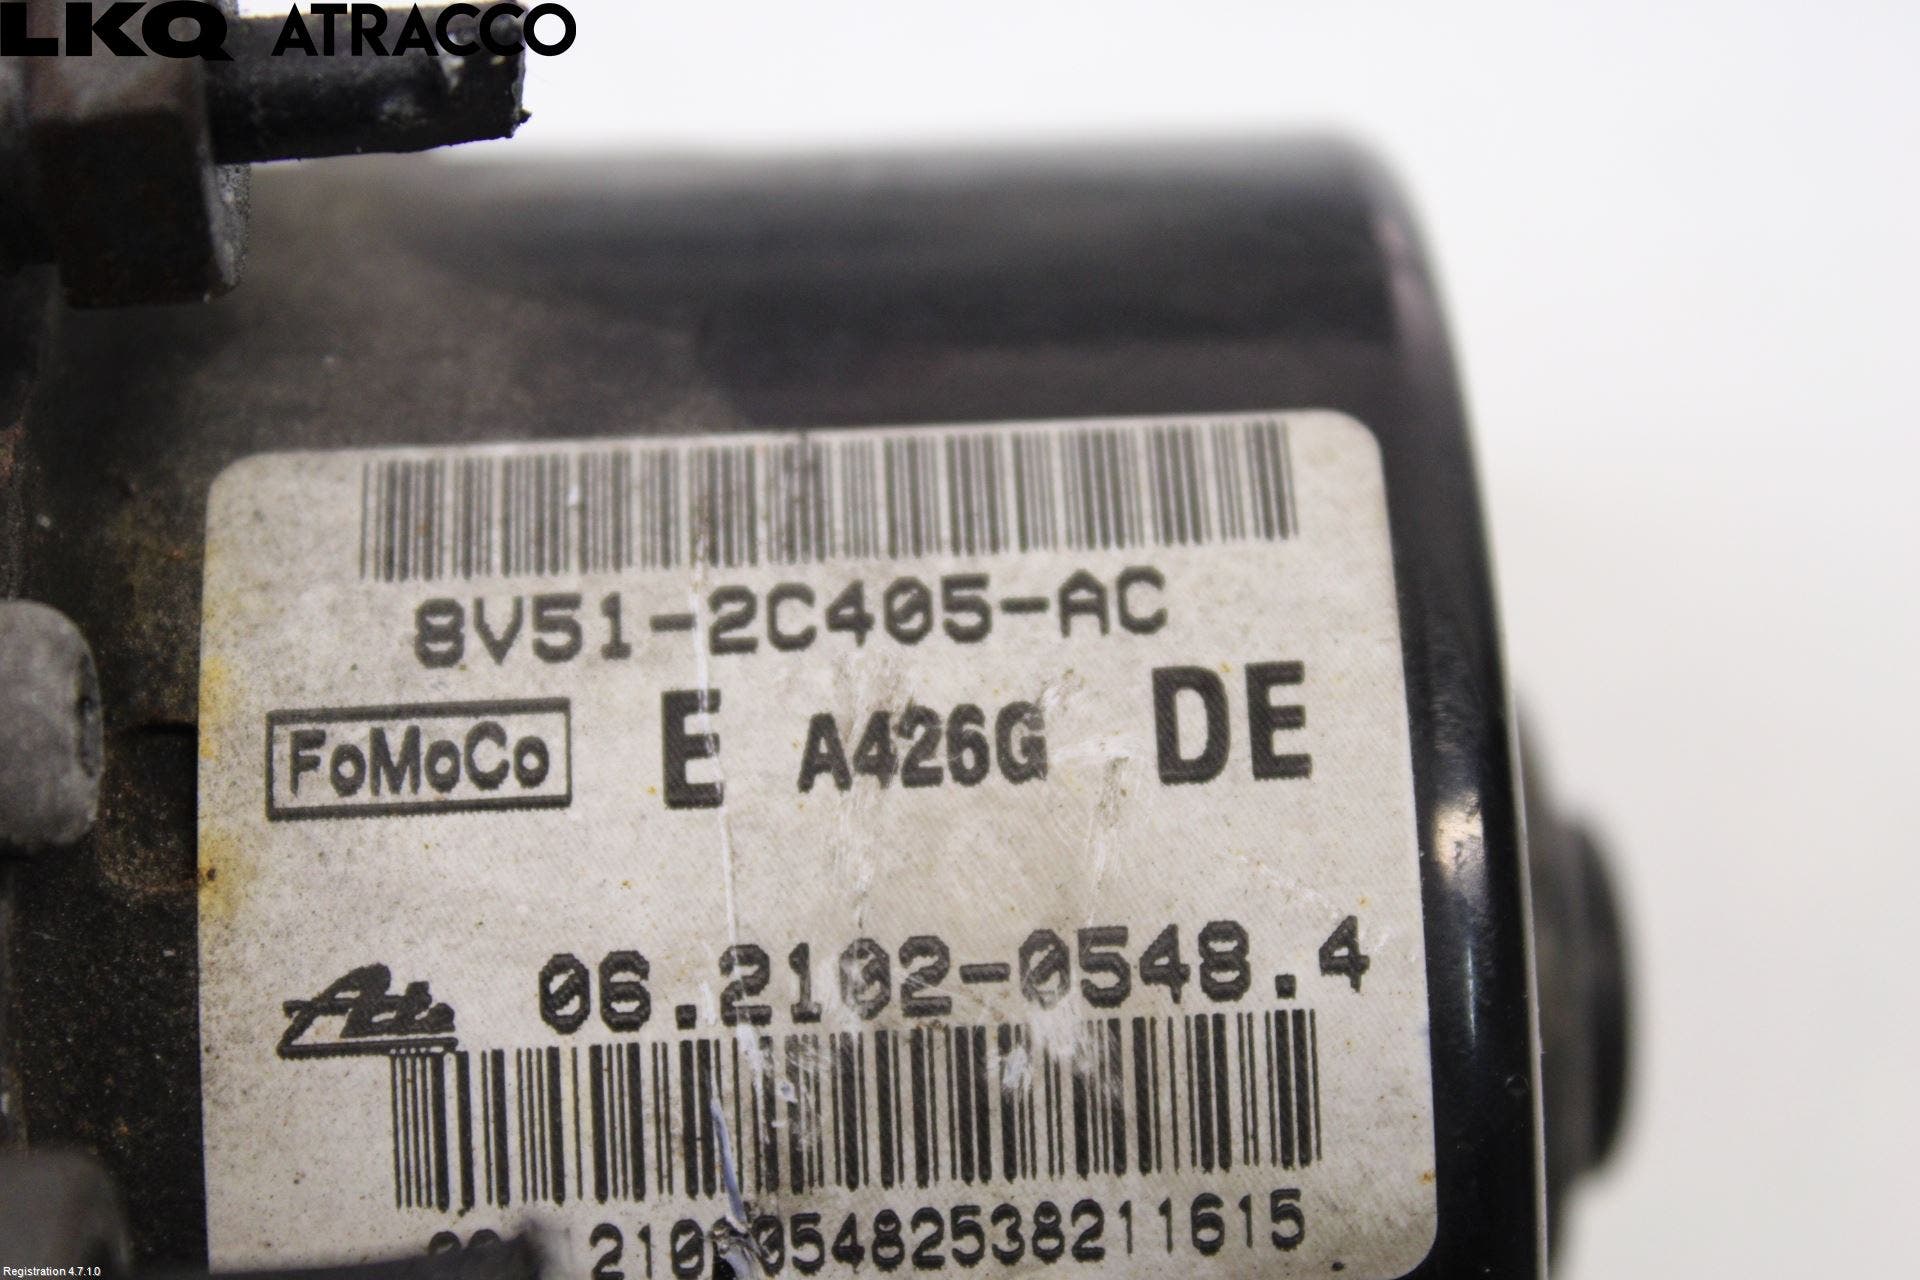 LKQ ATRACCO
8V51-2C405-AC
FoMoCo E A426G DE
Ate 06.2102-0548.4
Registration 4.7.1.0